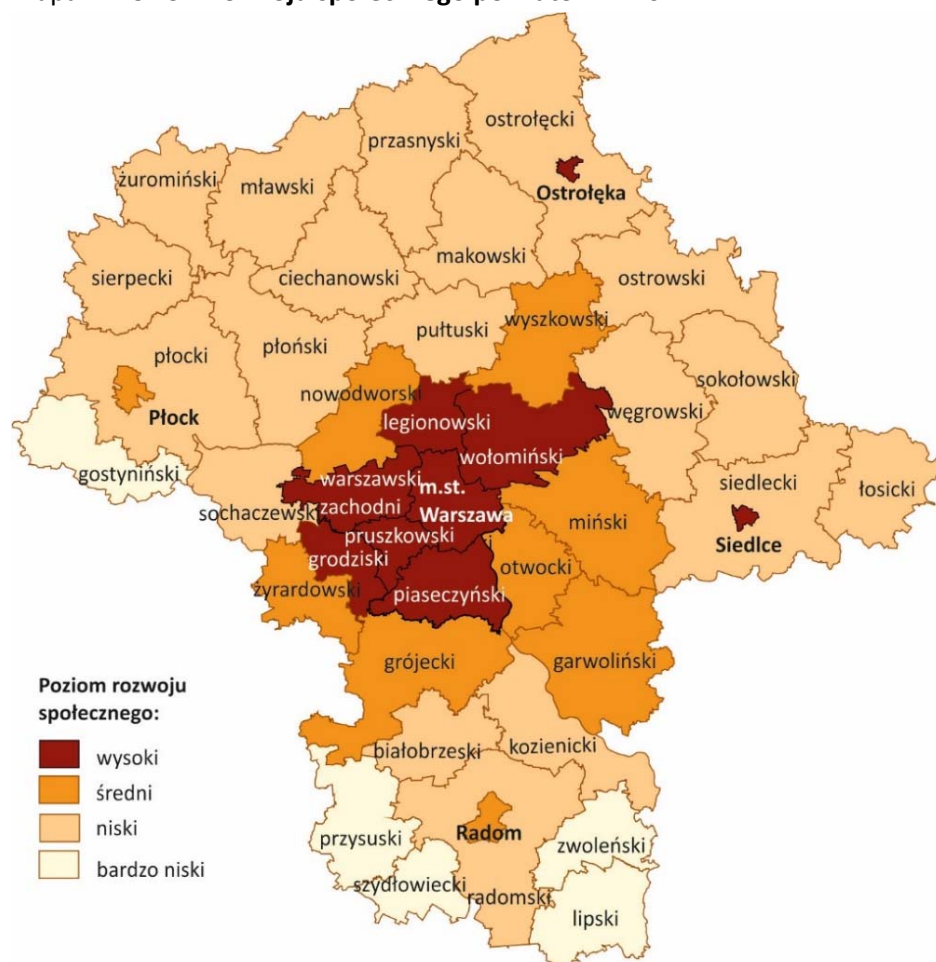 ostrołęcki
przasnyski
Ostrołęka
żuromiński
mławski
makowski
ostrowski
sierpecki
ciechanowski
wyszkowski
pułtuski
płocki
płoński
sokołowski
nowodworski
węgrowski
Płock
legionowski
wołomiński
gostyniński
warszawski
zachodni
m.st.
Warszawa
siedlecki
łosicki
sochaczewski
miński
pruszkowski
Siedlce
grodziski
otwocki
żyrardowski
piaseczyński
grójecki
garwoliński
Poziom rozwoju
społecznego:
wysoki
średni
niski
bardzo niski
białobrzeski
kozienicki
przysuski
Radom
zwoleński
szydłowiecki
radomski
lipski